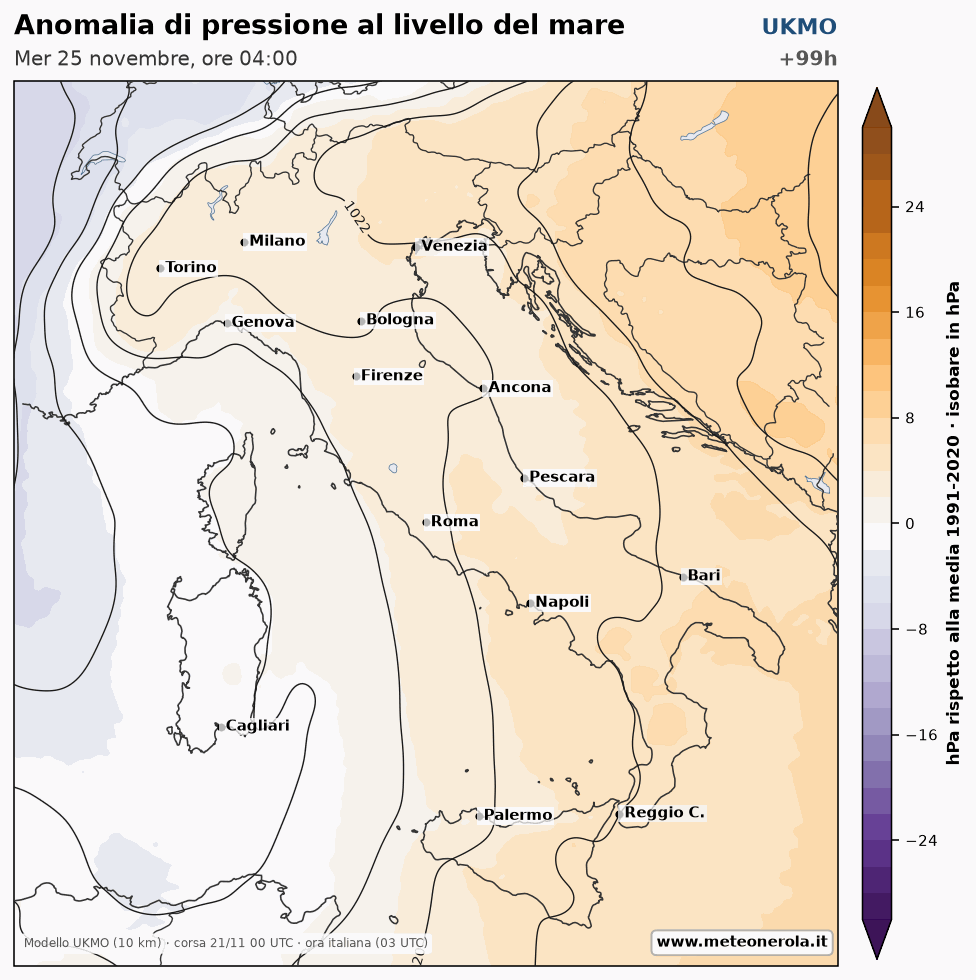 Anomalia di pressione al livello del mare
UKMO
Mer 25 novembre, ore 04:00
+99h
1022
Milano
Venezia
Torino
Genova
Bologna
Firenze
Ancona
Pescara
Roma
Bari
Napoli
Cagliari
Palermo
Reggio C.
Modello UKMO (10 km) · corsa 21/11 00 UTC · ora italiana (03 UTC)
www.meteonerola.it
24
16
8
0
−8
−16
−24
hPa rispetto alla media 1991-2020 · isobare in hPa